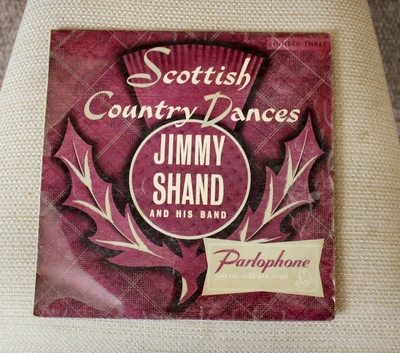 NUMBER THREE
Scottish
Country Dances
JIMMY
SHAND
AND HIS BAND
Parlophone